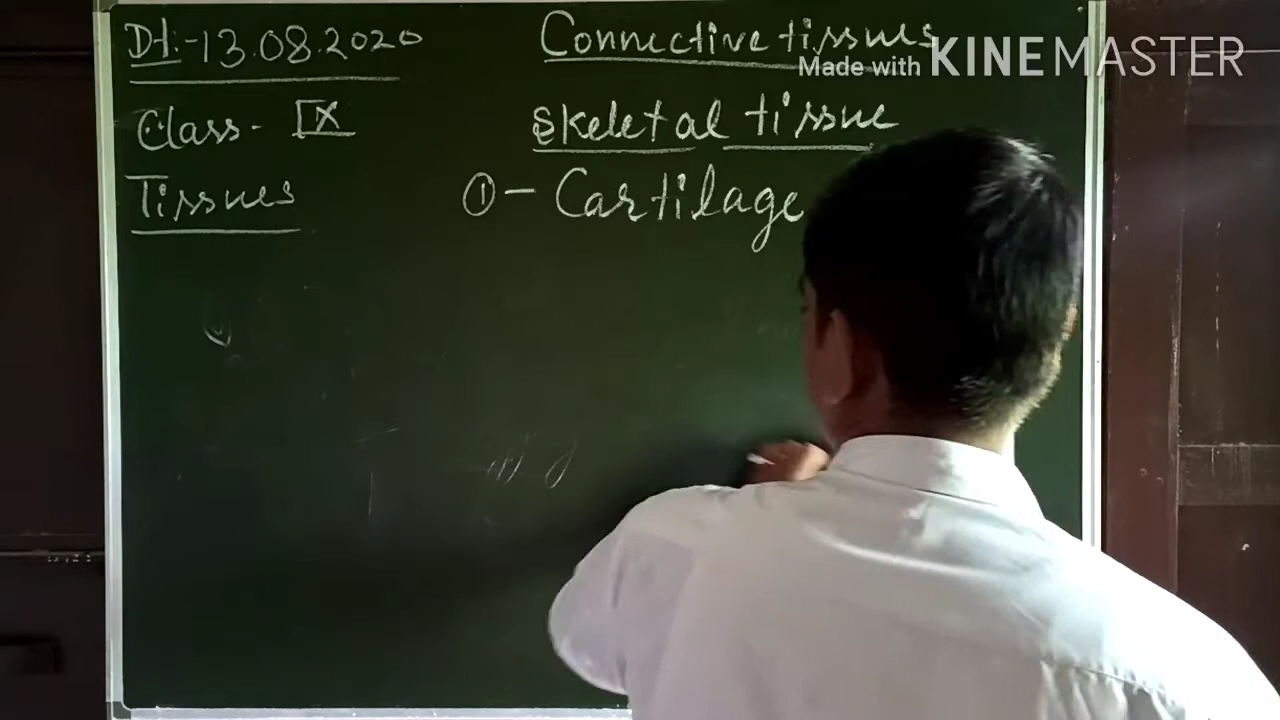 Dt:-13.08.2020
Class- IX
Tissues
Connective tissues
Made with KINEMASTER
Skeletal tissue
① - Cartilage